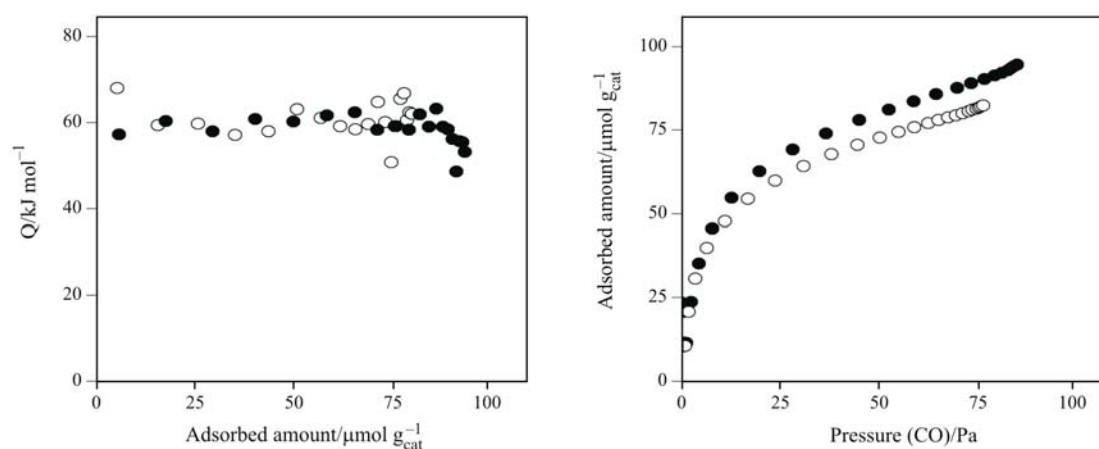 80
60
40
20
0
Q/kJ mol⁻¹
0 25 50 75 100
Adsorbed amount/μmol g⁻¹cat
100
75
50
25
0
Adsorbed amount/μmol g⁻¹cat
0 25 50 75 100
Pressure (CO)/Pa